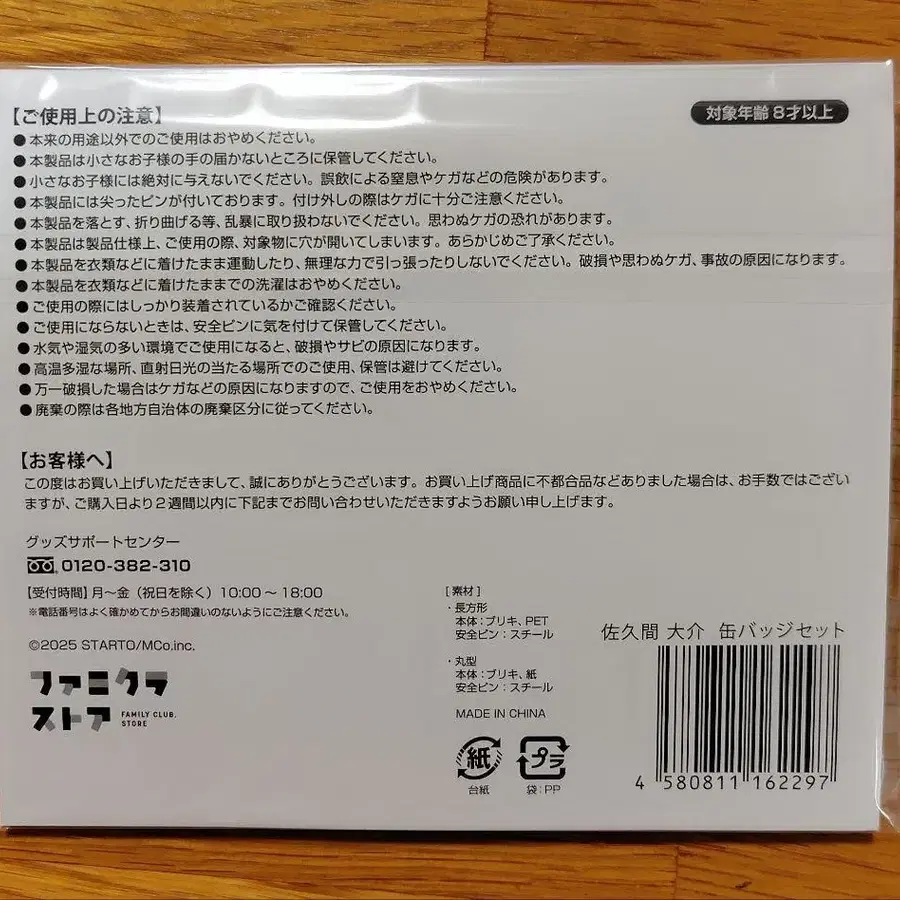 【ご使用上の注意】
対象年齢 8才以上
●本来の用途以外でのご使用はおやめください。
●本製品は小さなお子様の手の届かないところに保管してください。
●小さなお子様には絶対に与えないでください。誤飲による窒息やケガなどの危険があります。
●本製品には尖ったピンが付いております。付け外しの際はケガに十分ご注意ください。
●本製品を落とす、折り曲げる等、乱暴に取り扱わないでください。思わぬケガの恐れがあります。
●本製品は製品仕様上、ご使用の際、対象物に穴が開いてしまいます。あらかじめご了承ください。
●本製品を衣類などに着けたまま運動したり、無理な力で引っ張ったりしないでください。破損や思わぬケガ、事故の原因になります。
●本製品を衣類などに着けたままでの洗濯はおやめください。
●ご使用の際にはしっかり装着されているかご確認ください。
●ご使用にならないときは、安全ピンに気を付けて保管してください。
●水気や湿気の多い環境でご使用になると、破損やサビの原因になります。
●高温多湿な場所、直射日光の当たる場所でのご使用、保管は避けてください。
●万一破損した場合はケガなどの原因になりますので、ご使用をおやめください。
●廃棄の際は各地方自治体の廃棄区分に従ってください。
【お客様へ】
この度はお買い上げいただきまして、誠にありがとうございます。お買い上げ商品に不都合品などありました場合は、お手数ではござい
ますが、ご購入日より2週間以内に下記までお問い合わせいただきますようお願い申し上げます。
グッズサポートセンター
0120-382-310
【受付時間】月〜金（祝日を除く）10:00〜18:00
※電話番号はよく確かめてからお間違いのないようにご注意ください。
©2025 STARTO/MCo.inc.
ファミクラ
ストア
FAMILY CLUB.
STORE
[素材]
・長方形
本体：ブリキ、PET
安全ピン：スチール
・丸型
本体：ブリキ、紙
安全ピン：スチール
MADE IN CHINA
紙
台紙
プラ
袋：PP
佐久間 大介 缶バッジセット
4 580811 162297